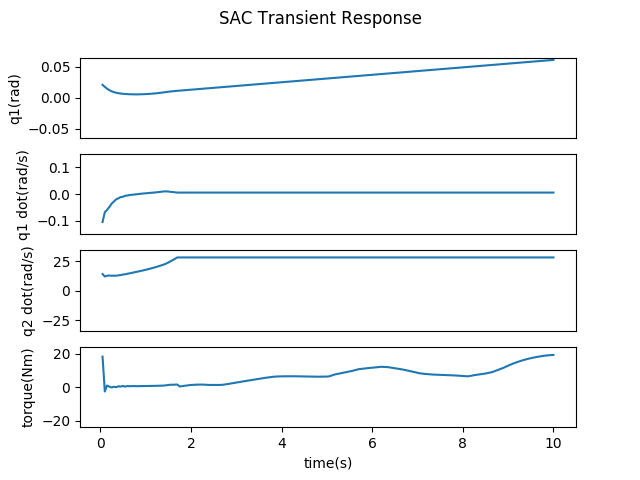 SAC Transient Response
q1(rad)
0.05
0.00
−0.05
q1 dot(rad/s)
0.1
0.0
−0.1
q2 dot(rad/s)
25
0
−25
torque(Nm)
20
0
−20
0 2 4 6 8 10
time(s)